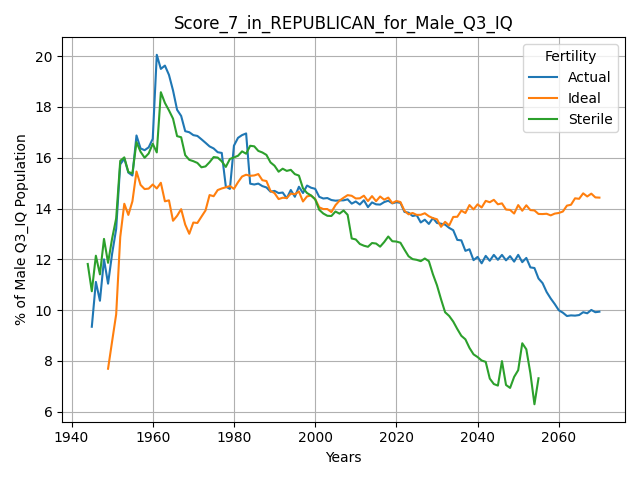 Score_7_in_REPUBLICAN_for_Male_Q3_IQ
% of Male Q3_IQ Population
20
18
16
14
12
10
8
6
Fertility
Actual
Ideal
Sterile
1940
1960
1980
2000
2020
2040
2060
Years